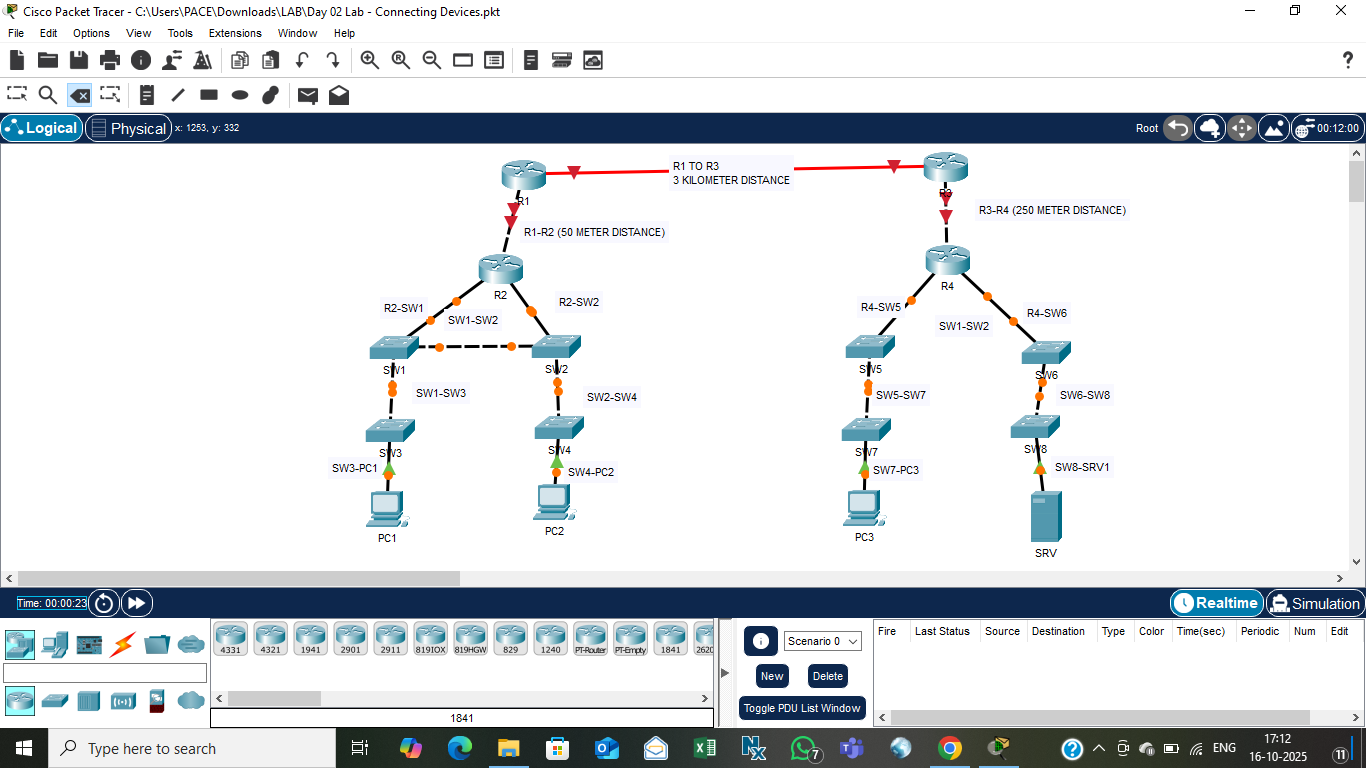 Cisco Packet Tracer - C:\Users\PACE\Downloads\LAB\Day 02 Lab - Connecting Devices.pkt
File Edit Options View Tools Extensions Window Help
Logical Physical x: 1253, y: 332 Root 00:12:00
R1 TO R3
3 KILOMETER DISTANCE
R1
R3
R3-R4 (250 METER DISTANCE)
R1-R2 (50 METER DISTANCE)
R2
R4
R2-SW1
R2-SW2
SW1-SW2
R4-SW5
R4-SW6
SW1-SW2
SW1
SW2
SW5
SW6
SW1-SW3
SW2-SW4
SW5-SW7
SW6-SW8
SW3
SW4
SW7
SW8
SW3-PC1
SW4-PC2
SW7-PC3
SW8-SRV1
PC1
PC2
PC3
SRV
Time: 00:00:23
Realtime Simulation
4331 4321 1941 2901 2911 819IOX 819HGW 829 1240 PT-Router PT-Empty 1841 2620
1841
Scenario 0
New Delete
Toggle PDU List Window
Fire Last Status Source Destination Type Color Time(sec) Periodic Num Edit
Type here to search
7
ENG
17:12
16-10-2025
11